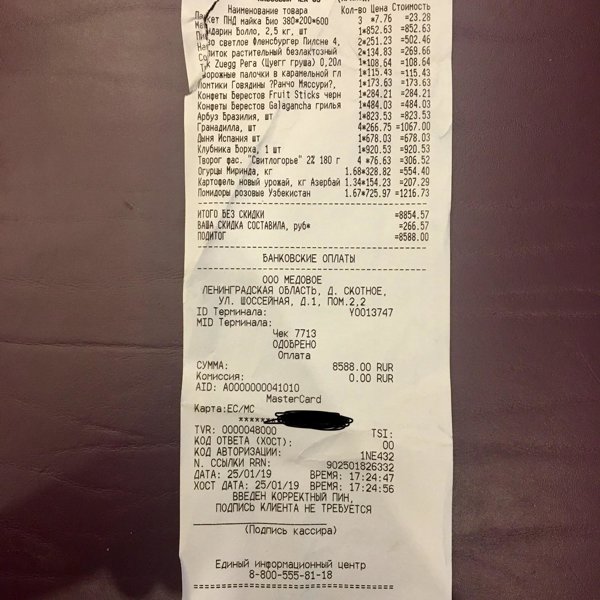 Наименование товара Кол-во Цена Стоимость
ПНД майка Био 380*200*600 3 *7.76 =23.28
Болло, 2,5 кг, шт 1*852.63 =852.63
светлое Фленсбургер Пилсне 4, 2*251.23 =502.46
растительный безлактозный 2*134.83 =269.66
Zuegg Pera (Цуегг груша) 0,20л 1*108.64 =108.64
палочки в карамельной гл 1*115.43 =115.43
Говядины ?Ранчо Миссури?, 1*173.63 =173.63
Конфеты Берестов Fruit Sticks черн 1*284.21 =284.21
Конфеты Берестов Galagancha грилья 1*484.03 =484.03
Арбуз Бразилия, шт 1*823.53 =823.53
Гранадилла, шт 4*266.75 =1067.00
Дыня Испания шт 1*678.03 =678.03
Клубника Борха, 1 шт 1*920.53 =920.53
Творог фас. "Свитлогорье" 2% 180 г 4 *76.63 =306.52
Огурцы Миринда, кг 1.68*328.82 =554.40
Картофель новый урожай, кг Азербай 1.34*154.23 =207.29
Помидоры розовые Узбекистан 1.67*725.97 =1216.73
ИТОГО БЕЗ СКИДКИ =8854.57
ВАША СКИДКА СОСТАВИЛА, руб* =266.57
ПОДИТОГ =8588.00
БАНКОВСКИЕ ОПЛАТЫ
ООО МЕДОВОЕ
ЛЕНИНГРАДСКАЯ ОБЛАСТЬ, Д. СКОТНОЕ,
УЛ. ШОССЕЙНАЯ, Д.1, ПОМ.2,2
ID Терминала: Y0013747
MID Терминала:
Чек 7713
ОДОБРЕНО
Оплата
СУММА: 8588.00 RUR
Комиссия: 0.00 RUR
AID: A0000000041010
MasterCard
Карта:EC/MC
******
TVR: 0000048000 TSI:
КОД ОТВЕТА (ХОСТ): 00
КОД АВТОРИЗАЦИИ: 1NE432
N. ССЫЛКИ RRN: 902501826332
ДАТА: 25/01/19 ВРЕМЯ: 17:24:47
ХОСТ ДАТА: 25/01/19 ВРЕМЯ: 17:24:56
ВВЕДЕН КОРРЕКТНЫЙ ПИН,
ПОДПИСЬ КЛИЕНТА НЕ ТРЕБУЕТСЯ
(Подпись кассира)
Единый информационный центр
8-800-555-81-18